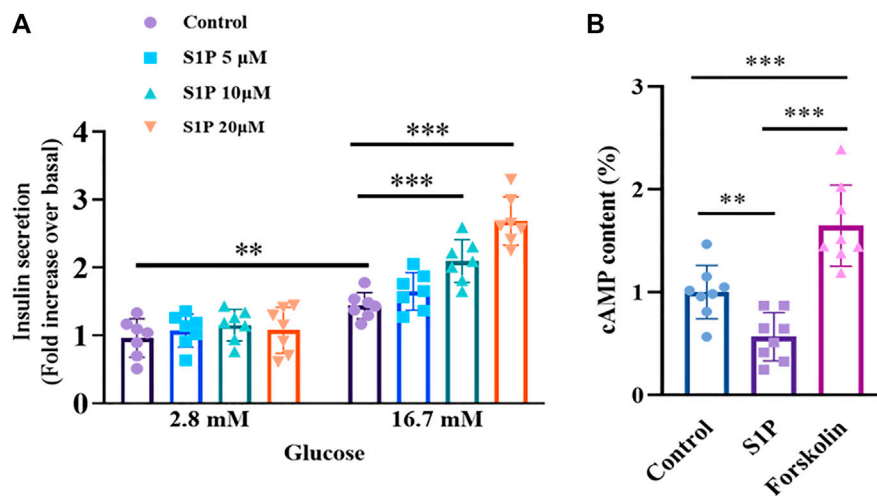 A
Control
S1P 5 µM
S1P 10µM
S1P 20µM
Insulin secretion
(Fold increase over basal)
4
3
2
1
0
**
***
***
2.8 mM
16.7 mM
Glucose
B
cAMP content (%)
3
2
1
0
***
***
**
Control
S1P
Forskolin